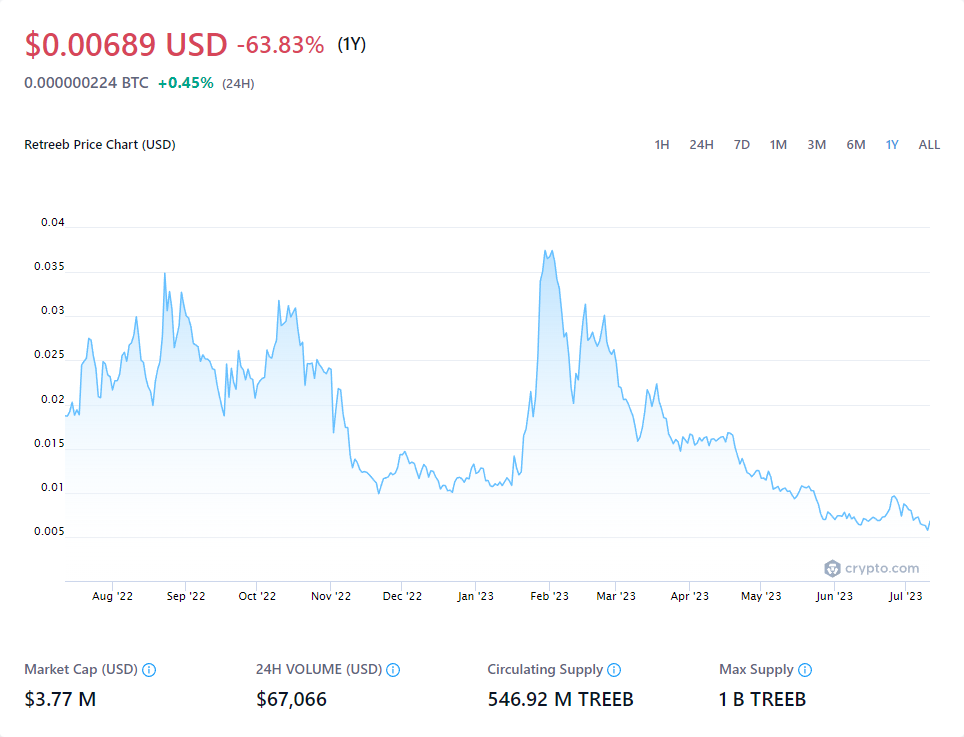 $0.00689 USD -63.83% (1Y)
0.000000224 BTC +0.45% (24H)
Retreeb Price Chart (USD) 1H 24H 7D 1M 3M 6M 1Y ALL
0.04
0.035
0.03
0.025
0.02
0.015
0.01
0.005
crypto.com
Aug '22 Sep '22 Oct '22 Nov '22 Dec '22 Jan '23 Feb '23 Mar '23 Apr '23 May '23 Jun '23 Jul '23
Market Cap (USD) 24H VOLUME (USD) Circulating Supply Max Supply
$3.77 M $67,066 546.92 M TREEB 1 B TREEB